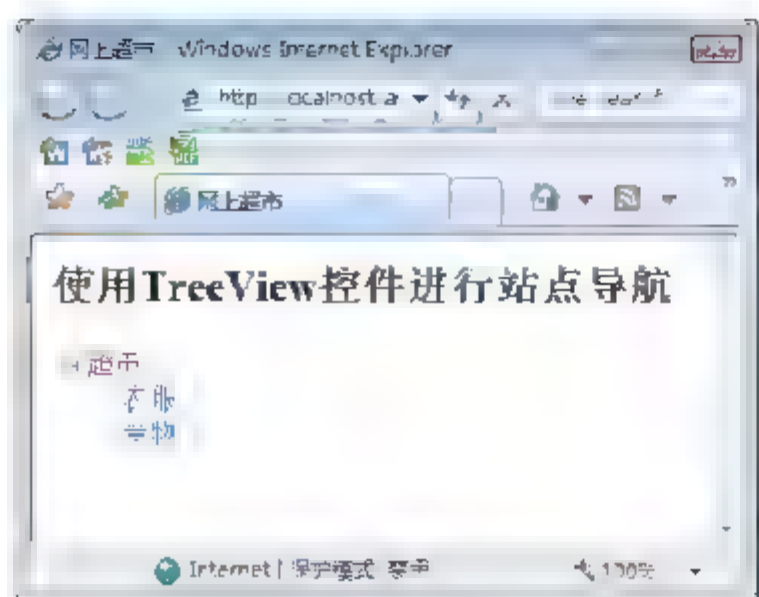 网上超市 Windows Internet Explorer
http
网上超市
使用TreeView控件进行站点导航
超市
衣服
食物
Internet | 保护模式: 禁用
100%